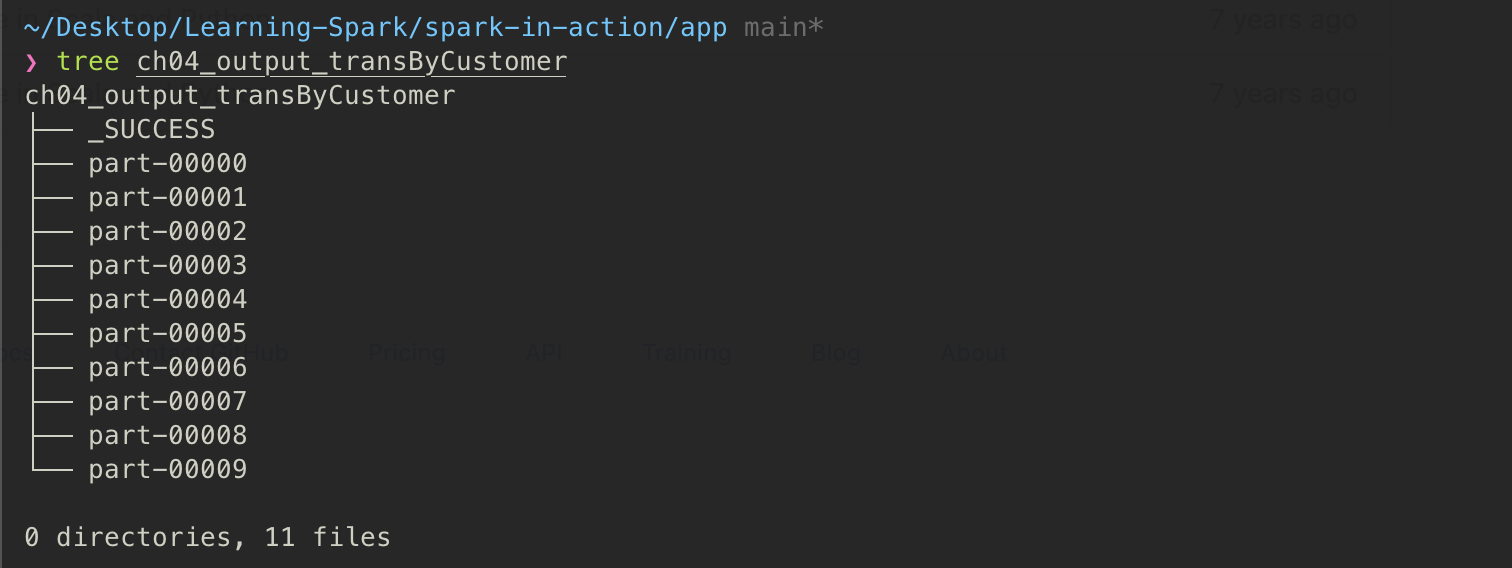 ~/Desktop/Learning-Spark/spark-in-action/app main*
❯ tree ch04_output_transByCustomer
ch04_output_transByCustomer
├── _SUCCESS
├── part-00000
├── part-00001
├── part-00002
├── part-00003
├── part-00004
├── part-00005
├── part-00006
├── part-00007
├── part-00008
└── part-00009
0 directories, 11 files
7 years ago
7 years ago
Pricing API Training Blog About